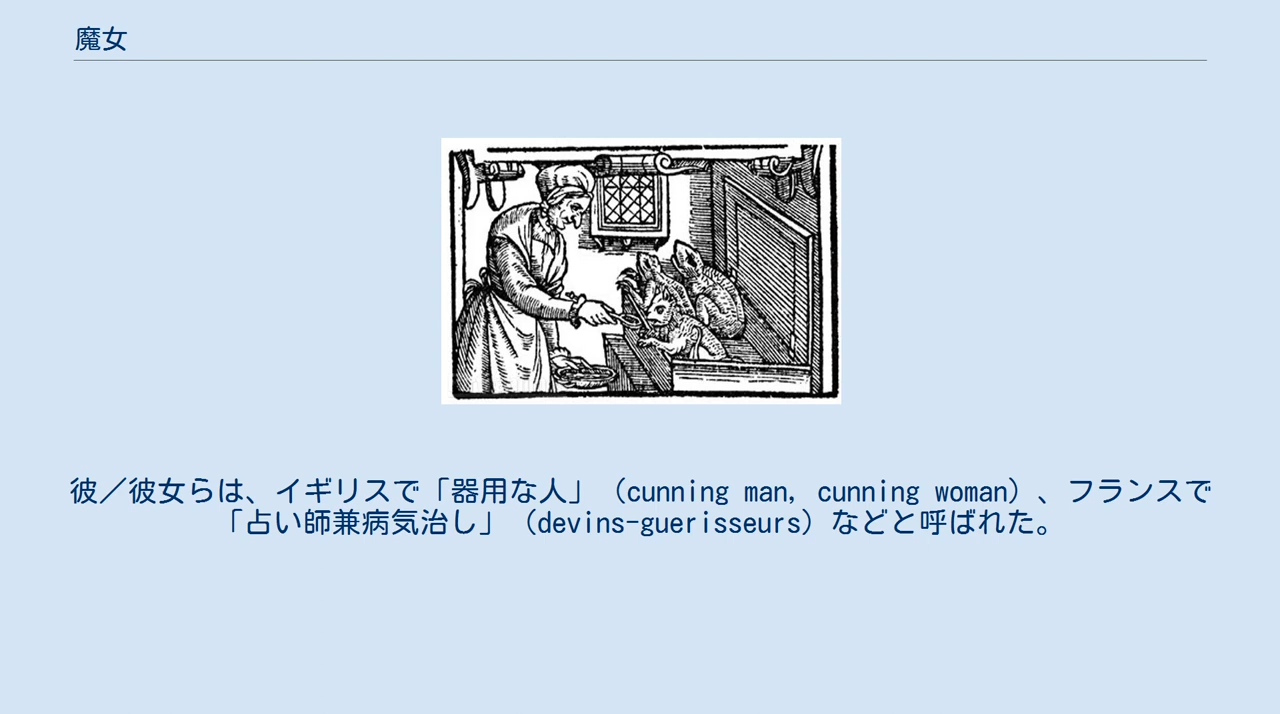 魔女
彼／彼女らは、イギリスで「器用な人」（cunning man, cunning woman）、フランスで
「占い師兼病気治し」（devins-guerisseurs）などと呼ばれた。